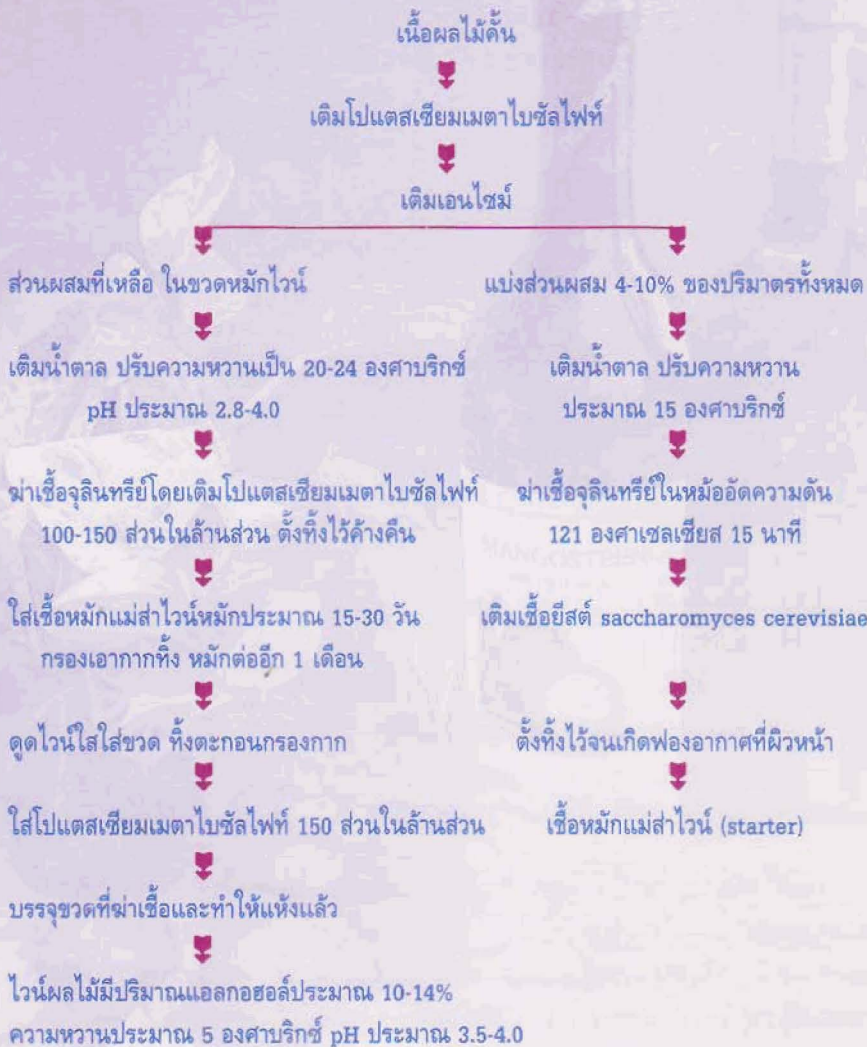 เนื้อผลไม้คั้น
เติมโปแตสเซียมเมตาไบซัลไฟท์
เติมเอนไซม์
ส่วนผสมที่เหลือ ในขวดหมักไวน์
เติมน้ำตาล ปรับความหวานเป็น 20-24 องศาบริกซ์
pH ประมาณ 2.8-4.0
ฆ่าเชื้อจุลินทรีย์โดยเติมโปแตสเซียมเมตาไบซัลไฟท์
100-150 ส่วนในล้านส่วน ตั้งทิ้งไว้ค้างคืน
ใส่เชื้อหมักแม่ส่าไวน์หมักประมาณ 15-30 วัน
กรองเอากากทิ้ง หมักต่ออีก 1 เดือน
ดูดไวน์ใสใส่ขวด ทิ้งตะกอนกรองกาก
ใส่โปแตสเซียมเมตาไบซัลไฟท์ 150 ส่วนในล้านส่วน
บรรจุขวดที่ฆ่าเชื้อและทำให้แห้งแล้ว
ไวน์ผลไม้มีปริมาณแอลกอฮอล์ประมาณ 10-14%
ความหวานประมาณ 5 องศาบริกซ์ pH ประมาณ 3.5-4.0
แบ่งส่วนผสม 4-10% ของปริมาตรทั้งหมด
เติมน้ำตาล ปรับความหวาน
ประมาณ 15 องศาบริกซ์
ฆ่าเชื้อจุลินทรีย์ในหม้ออัดความดัน
121 องศาเซลเซียส 15 นาที
เติมเชื้อยีสต์ saccharomyces cerevisiae
ตั้งทิ้งไว้จนเกิดฟองอากาศที่ผิวหน้า
เชื้อหมักแม่ส่าไวน์ (starter)